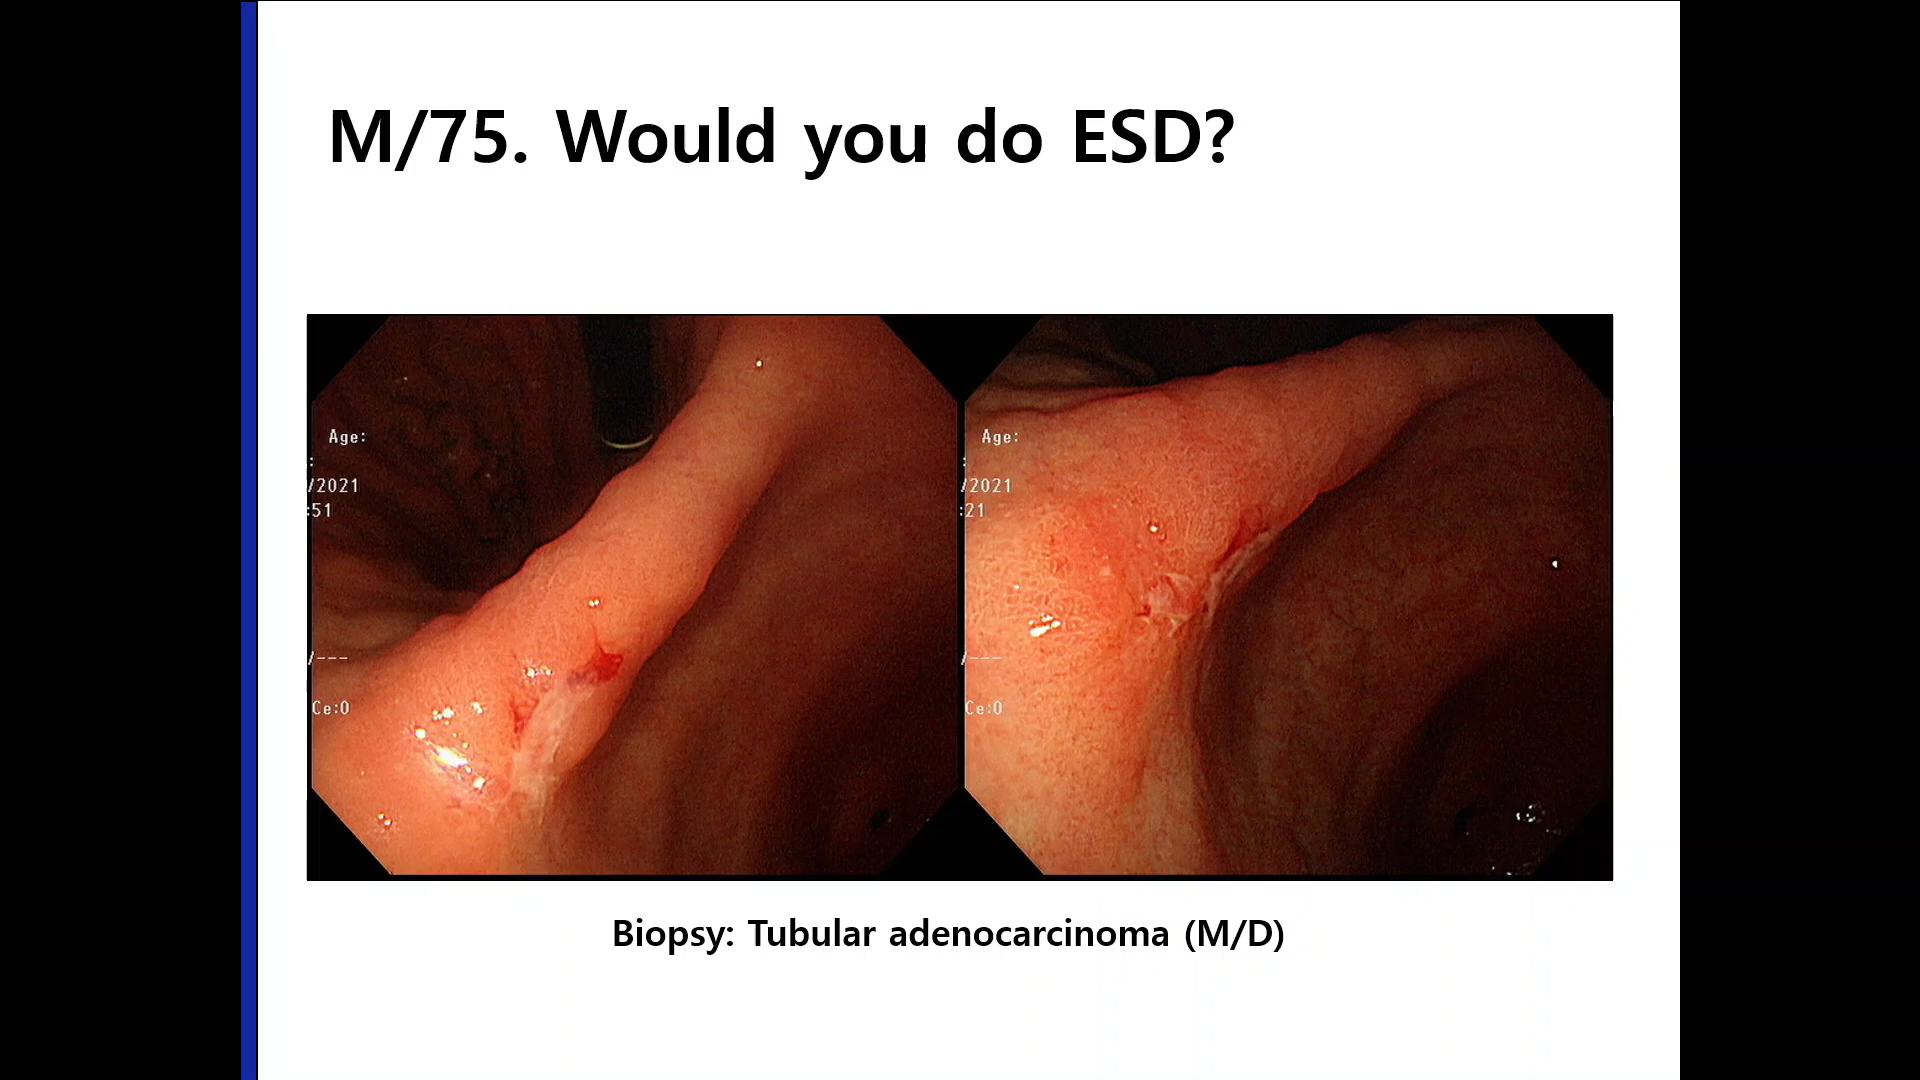 M/75. Would you do ESD?
Age:
:
/2021
:51
/---
Ce:0
Age:
:
/2021
:21
/---
Ce:0
Biopsy: Tubular adenocarcinoma (M/D)